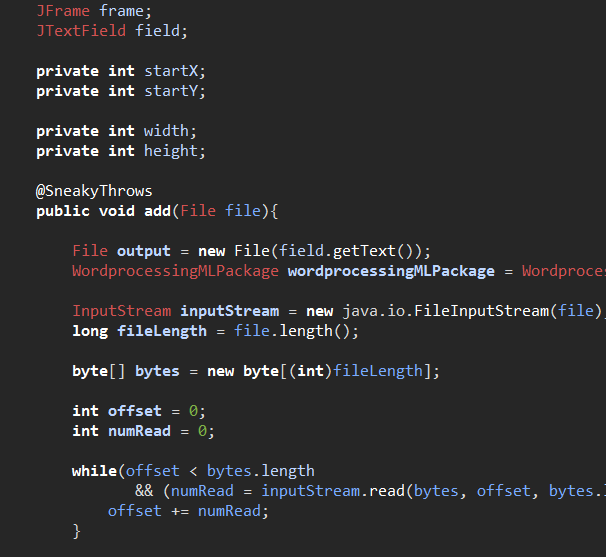 JFrame frame;
JTextField field;
private int startX;
private int startY;
private int width;
private int height;
@SneakyThrows
public void add(File file){
File output = new File(field.getText());
WordprocessingMLPackage wordprocessingMLPackage = Wordproces
InputStream inputStream = new java.io.FileInputStream(file);
long fileLength = file.length();
byte[] bytes = new byte[(int)fileLength];
int offset = 0;
int numRead = 0;
while(offset < bytes.length
&& (numRead = inputStream.read(bytes, offset, bytes.l
offset += numRead;
}